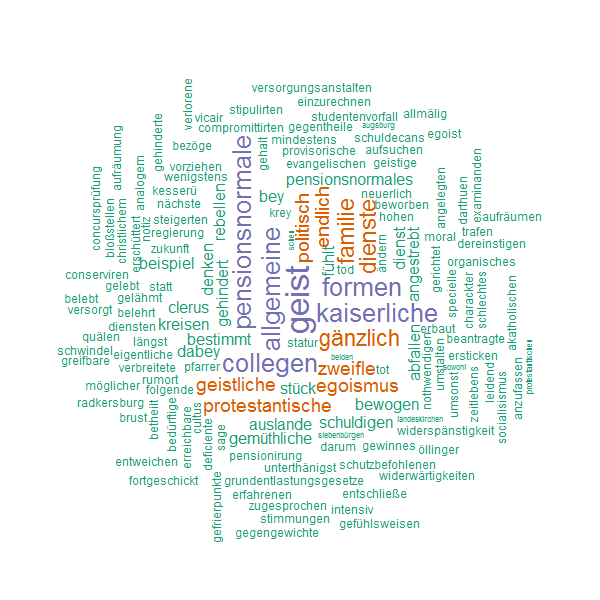 versorgungsanstalten
einzurechnen
verlorene
vicair
stipulirten
studentenvorfall
allmälig
compromittirten
gegentheile
augsburg
gehinderte
bezöge
gehalt
mindestens
schuldecans
egoist
aufräumung
provisorische
aufsuchen
concursprüfung
vorziehen
evangelischen
geistige
wenigstens
analogem
kesserü
pensionsnormale
pensionsnormales
neuerlich
angelegten
examinanden
darthuen
bloßstellen
christlichem
nächste
rebellen
bey
beworben
erschüttert
notiz
steigerten
krey
politisch
endlich
familie
dienste
hohen
aufräumen
regierung
moral
trafen
zukunft
denken
allgemeine
fühlt
ändern
dienst
angestrebt
dereinstigen
conserviren
beispiel
geist
tod
gerichtet
organisches
gelebt
statt
gehindert
formen
specielle
charackter
schlechtes
akatholischen
belebt
gelähmt
clerus
kaiserliche
versorgt
belehrt
kreisen
diensten
bestimmt
statur
gänzlich
erbaut
quälen
längst
abfallen
nothwendigen
beantragte
schwindel
eigentliche
dabey
umstalten
ersticken
greifbare
verbreitete
pfarrer
collegen
beiden
zweifle
tot
sowohl
protestantischen
rumort
möglicher
folgende
geistliche
stück
egoismus
umsonst
zeitlebens
leidend
socialisismus
anzufassen
radkersburg
protestantische
bewogen
brust
betheilt
bedürftige
cultus
auslande
schuldigen
landeskirchen
widerspänstigkeit
sage
gemüthliche
siebenbürgen
erreichbare
deficiente
darum
gewinnes
öllinger
pensionirung
entweichen
unterthänigst
schutzbefohlenen
fortgeschickt
grundentlastungsgesetze
widerwärtigkeiten
gefrierpunkte
erfahrenen
entschließe
zugesprochen
intensiv
stimmungen
gefühlsweisen
gegengewichte